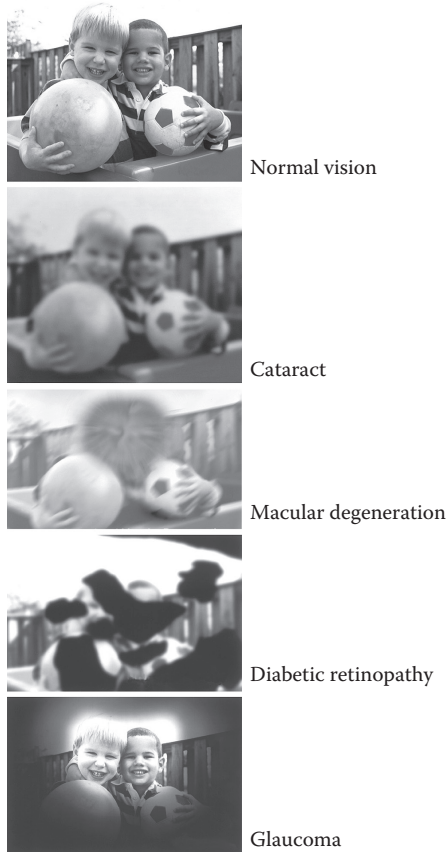 Normal vision
Cataract
Macular degeneration
Diabetic retinopathy
Glaucoma